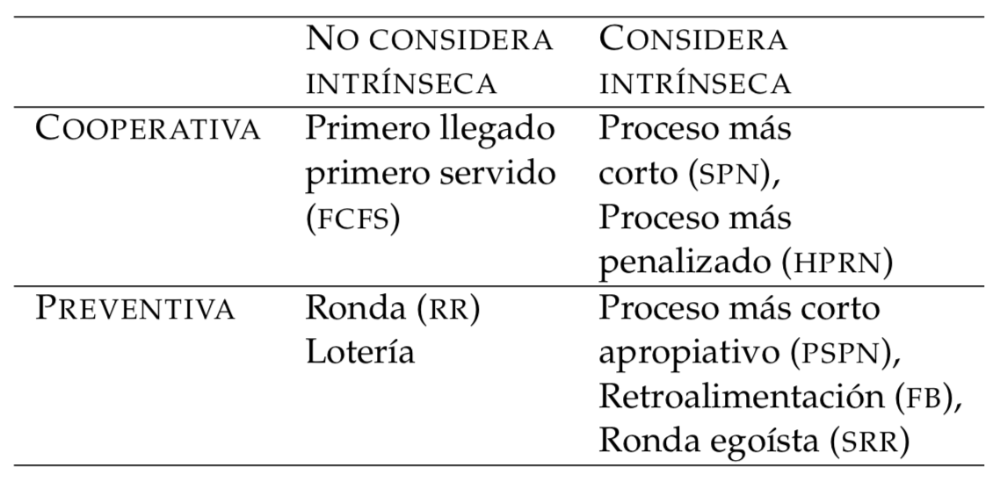 NO CONSIDERA INTRÍNSECA
CONSIDERA INTRÍNSECA
COOPERATIVA
Primero llegado
primero servido
(FCFS)
Proceso más
corto (SPN),
Proceso más
penalizado (HPRN)
PREVENTIVA
Ronda (RR)
Lotería
Proceso más corto
apropiativo (PSPN),
Retroalimentación (FB),
Ronda egoísta (SRR)